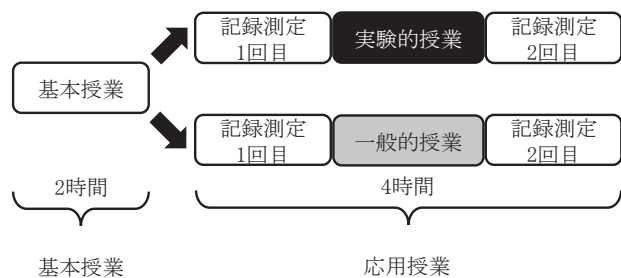 基本授業
記録測定
1回目
実験的授業
記録測定
2回目
記録測定
1回目
一般的授業
記録測定
2回目
2時間
4時間
基本授業
応用授業